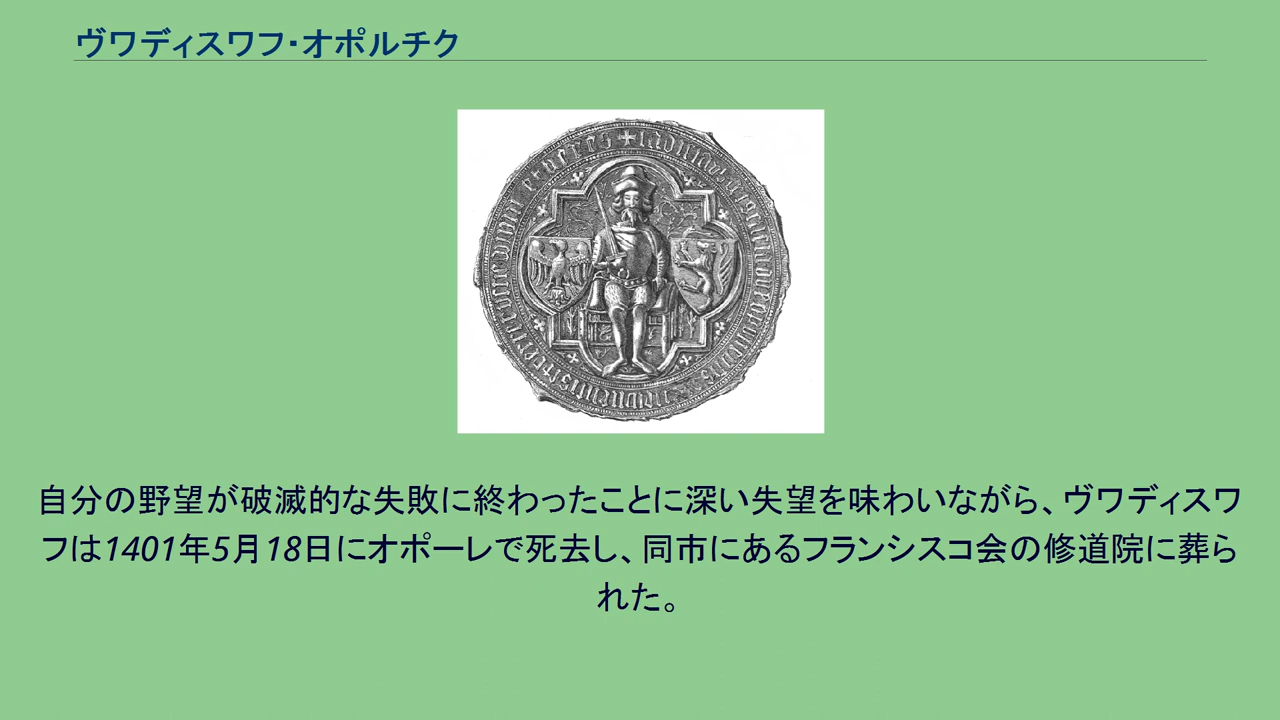 ヴワディスワフ・オポルチク
自分の野望が破滅的な失敗に終わったことに深い失望を味わいながら、ヴワディスワ
フは1401年5月18日にオポーレで死去し、同市にあるフランシスコ会の修道院に葬ら
れた。